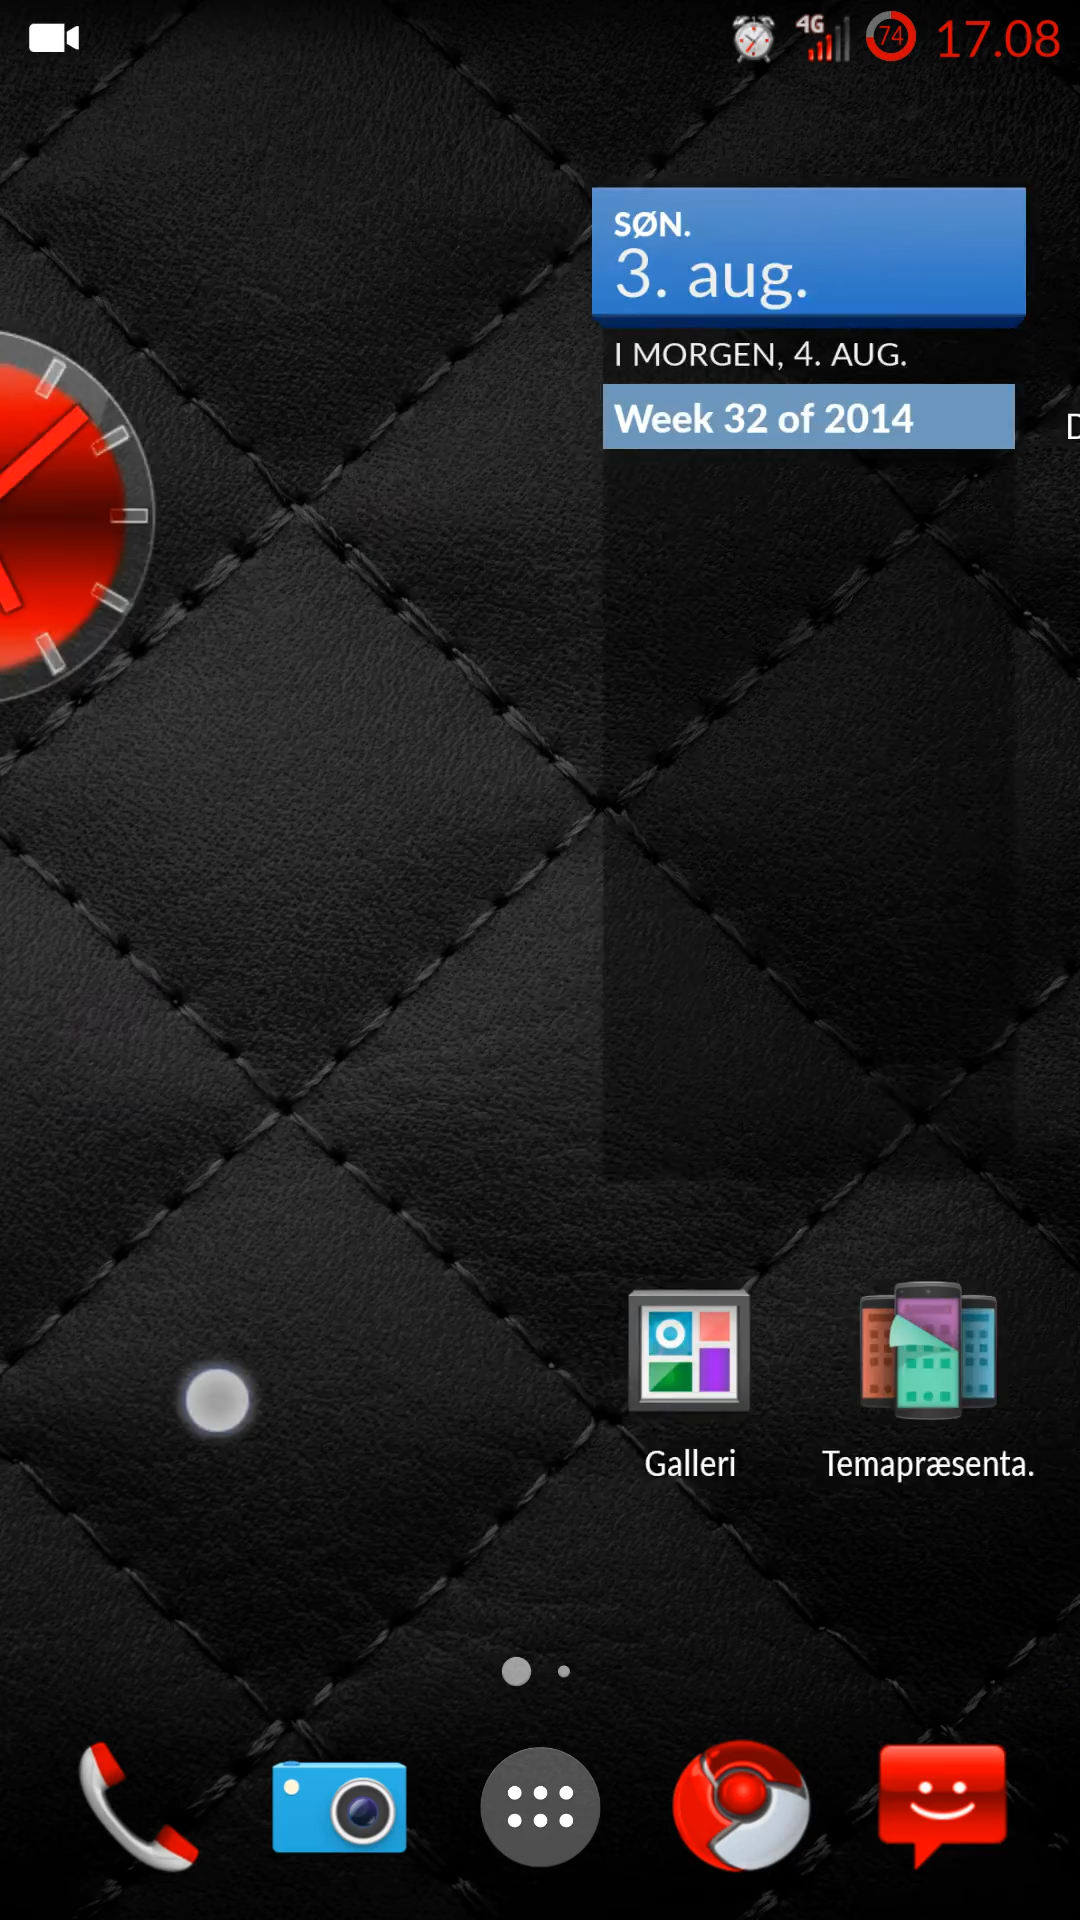 4G 74 17.08
SØN.
3. aug.
I MORGEN, 4. AUG.
Week 32 of 2014
D
Galleri
Temapræsenta.